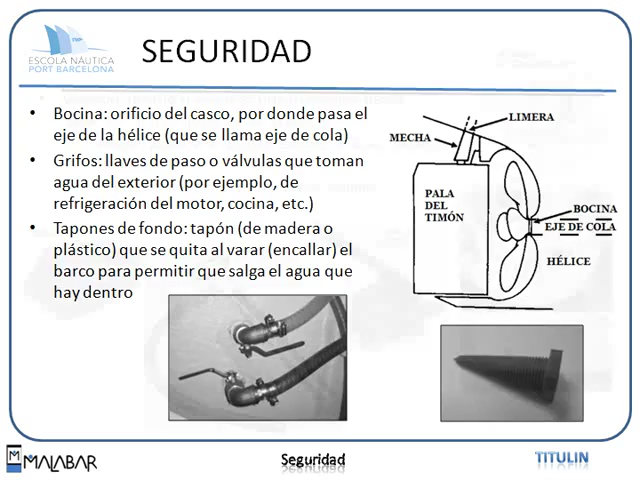 ESCOLA NÀUTICA
PORT BARCELONA
SEGURIDAD
• Bocina: orificio del casco, por donde pasa el
eje de la hélice (que se llama eje de cola)
• Grifos: llaves de paso o válvulas que toman
agua del exterior (por ejemplo, de
refrigeración del motor, cocina, etc.)
• Tapones de fondo: tapón (de madera o
plástico) que se quita al varar (encallar) el
barco para permitir que salga el agua que
hay dentro
LIMERA
MECHA
PALA
DEL
TIMÓN
BOCINA
EJE DE COLA
HÉLICE
M MALABAR
Seguridad
TITULIN